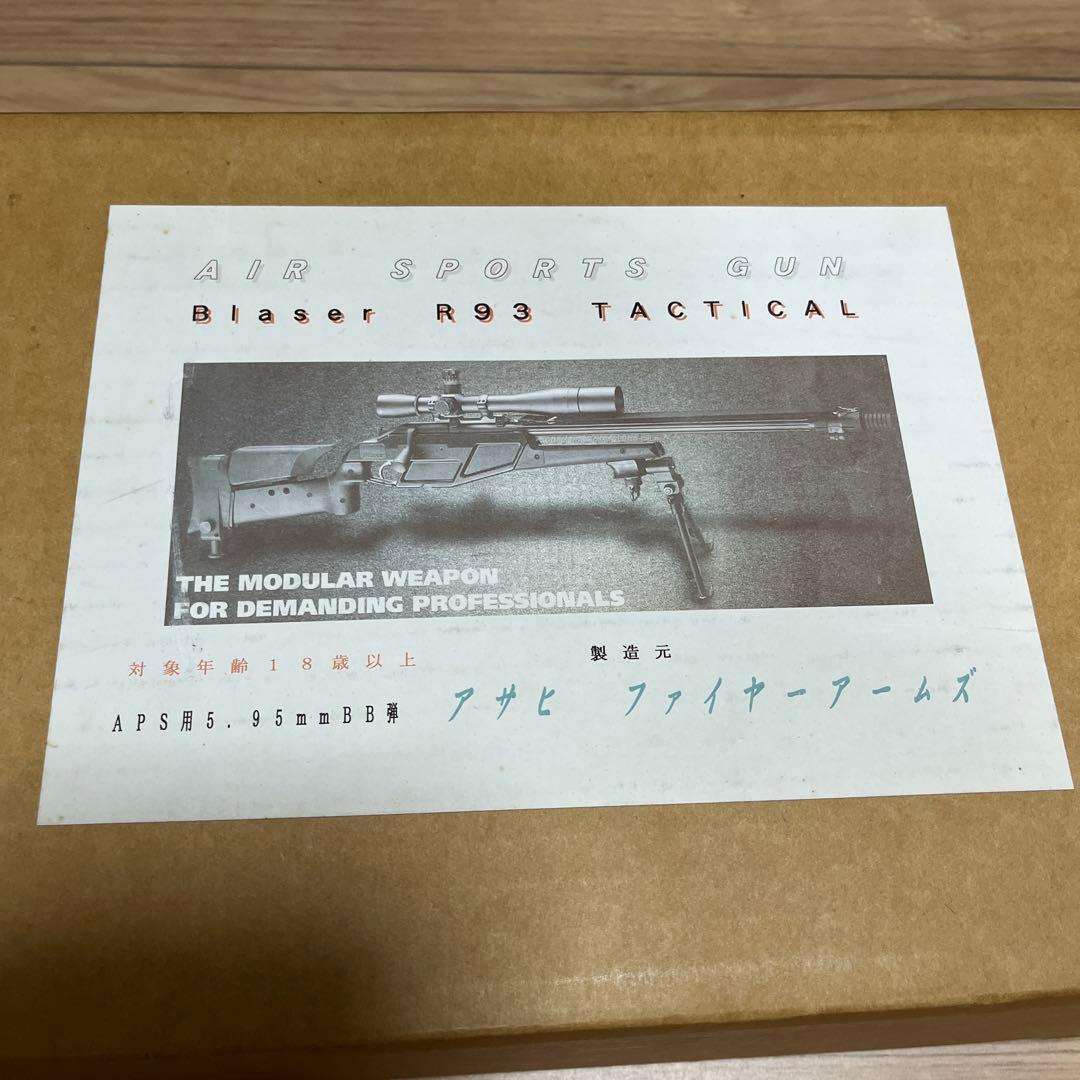 AIR SPORTS GUN
Blaser R93 TACTICAL
THE MODULAR WEAPON
FOR DEMANDING PROFESSIONALS
対象年齢18歳以上
製造元
APS用5.95mmBB弾
アサヒ ファイヤーアームズ